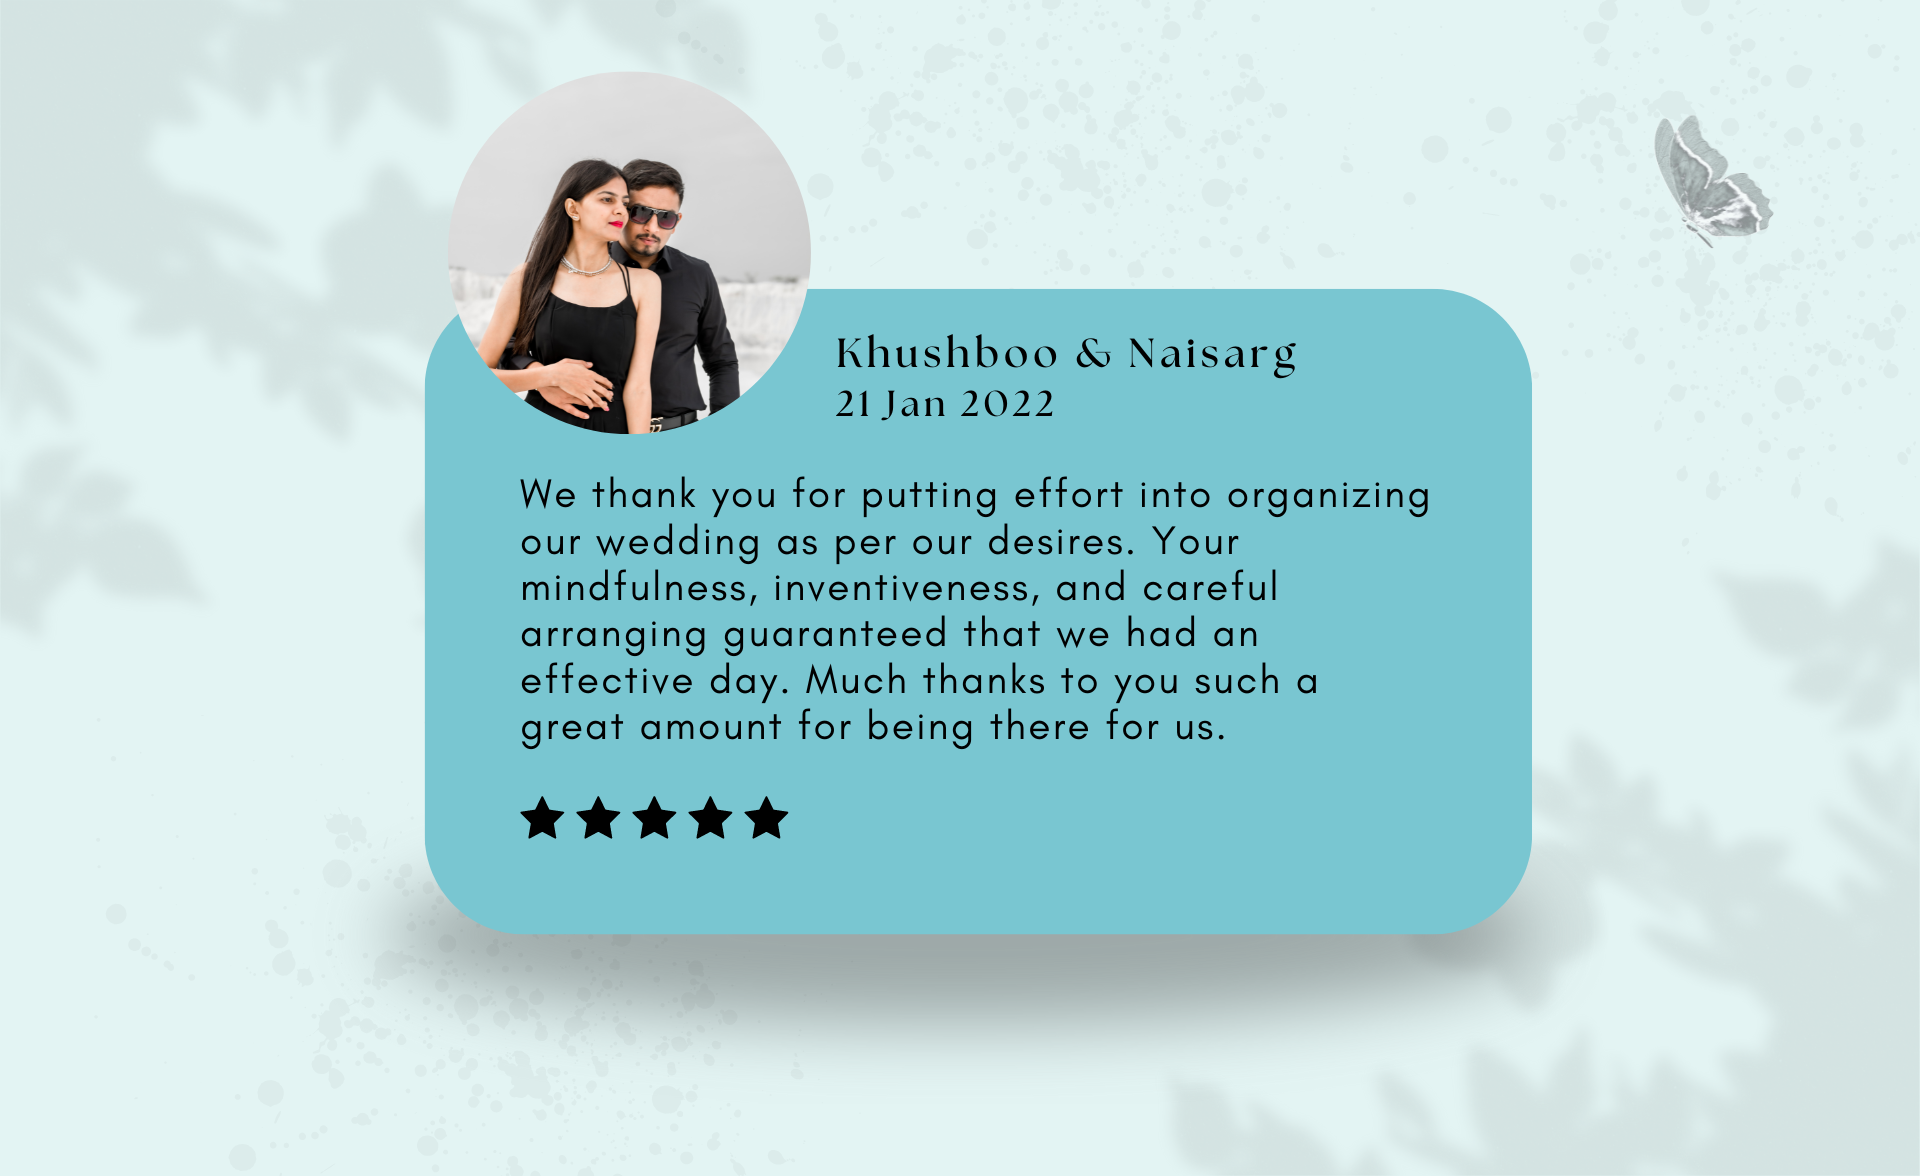 Khushboo & Naisarg
21 Jan 2022
We thank you for putting effort into organizing
our wedding as per our desires. Your
mindfulness, inventiveness, and careful
arranging guaranteed that we had an
effective day. Much thanks to you such a
great amount for being there for us.